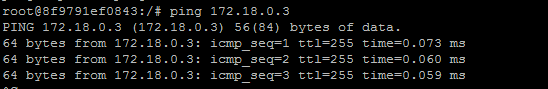 root@8f9791ef0843:/# ping 172.18.0.3
PING 172.18.0.3 (172.18.0.3) 56(84) bytes of data.
64 bytes from 172.18.0.3: icmp_seq=1 ttl=255 time=0.073 ms
64 bytes from 172.18.0.3: icmp_seq=2 ttl=255 time=0.060 ms
64 bytes from 172.18.0.3: icmp_seq=3 ttl=255 time=0.059 ms